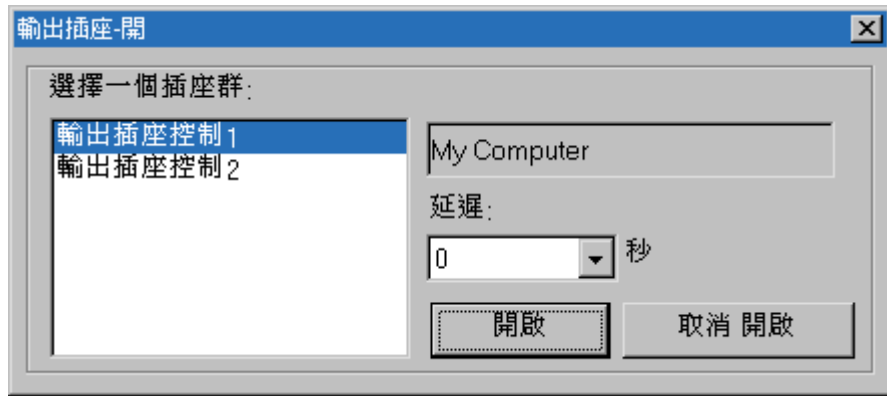 輸出插座-開
選擇一個插座群:
輸出插座控制1
輸出插座控制2
My Computer
延遲:
0 秒
開啟 取消 開啟